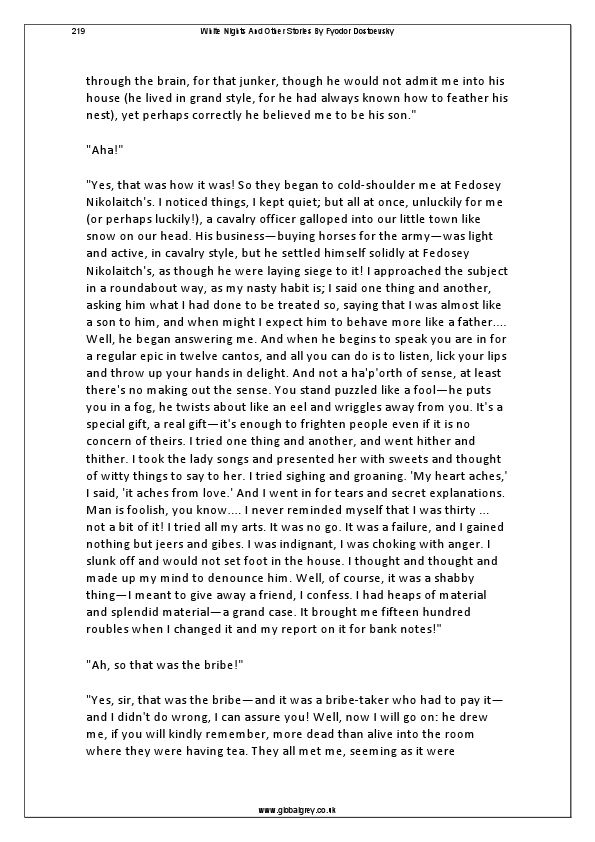 219 White Nights And Other Stories By Fyodor Dostoevsky
through the brain, for that junker, though he would not admit me into his
house (he lived in grand style, for he had always known how to feather his
nest), yet perhaps correctly he believed me to be his son."
"Aha!"
"Yes, that was how it was! So they began to cold-shoulder me at Fedosey
Nikolaitch's. I noticed things, I kept quiet; but all at once, unluckily for me
(or perhaps luckily!), a cavalry officer galloped into our little town like
snow on our head. His business—buying horses for the army—was light
and active, in cavalry style, but he settled himself solidly at Fedosey
Nikolaitch's, as though he were laying siege to it! I approached the subject
in a roundabout way, as my nasty habit is; I said one thing and another,
asking him what I had done to be treated so, saying that I was almost like
a son to him, and when might I expect him to behave more like a father....
Well, he began answering me. And when he begins to speak you are in for
a regular epic in twelve cantos, and all you can do is to listen, lick your lips
and throw up your hands in delight. And not a ha'p'orth of sense, at least
there's no making out the sense. You stand puzzled like a fool—he puts
you in a fog, he twists about like an eel and wriggles away from you. It's a
special gift, a real gift—it's enough to frighten people even if it is no
concern of theirs. I tried one thing and another, and went hither and
thither. I took the lady songs and presented her with sweets and thought
of witty things to say to her. I tried sighing and groaning. 'My heart aches,'
I said, 'it aches from love.' And I went in for tears and secret explanations.
Man is foolish, you know.... I never reminded myself that I was thirty ...
not a bit of it! I tried all my arts. It was no go. It was a failure, and I gained
nothing but jeers and gibes. I was indignant, I was choking with anger. I
slunk off and would not set foot in the house. I thought and thought and
made up my mind to denounce him. Well, of course, it was a shabby
thing—I meant to give away a friend, I confess. I had heaps of material
and splendid material—a grand case. It brought me fifteen hundred
roubles when I changed it and my report on it for bank notes!"
"Ah, so that was the bribe!"
"Yes, sir, that was the bribe—and it was a bribe-taker who had to pay it—
and I didn't do wrong, I can assure you! Well, now I will go on: he drew
me, if you will kindly remember, more dead than alive into the room
where they were having tea. They all met me, seeming as it were
www.globalgrey.co.uk